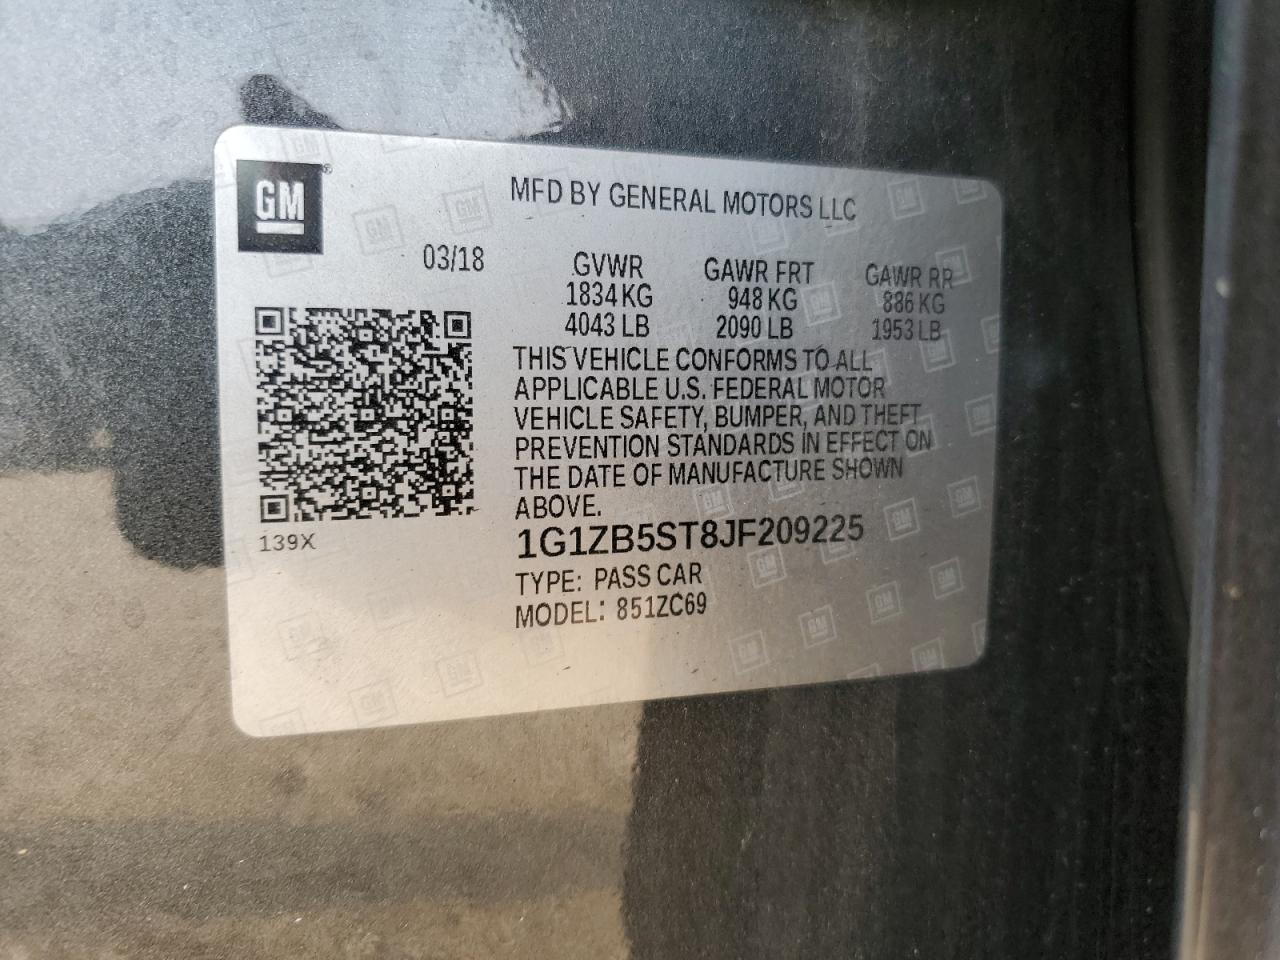 GM®
MFD BY GENERAL MOTORS LLC
03/18
GVWR GAWR FRT GAWR RR
1834 KG 948 KG 886 KG
4043 LB 2090 LB 1953 LB
THIS VEHICLE CONFORMS TO ALL
APPLICABLE U.S. FEDERAL MOTOR
VEHICLE SAFETY, BUMPER, AND THEFT
PREVENTION STANDARDS IN EFFECT ON
THE DATE OF MANUFACTURE SHOWN
ABOVE.
139X
1G1ZB5ST8JF209225
TYPE: PASS CAR
MODEL: 851ZC69